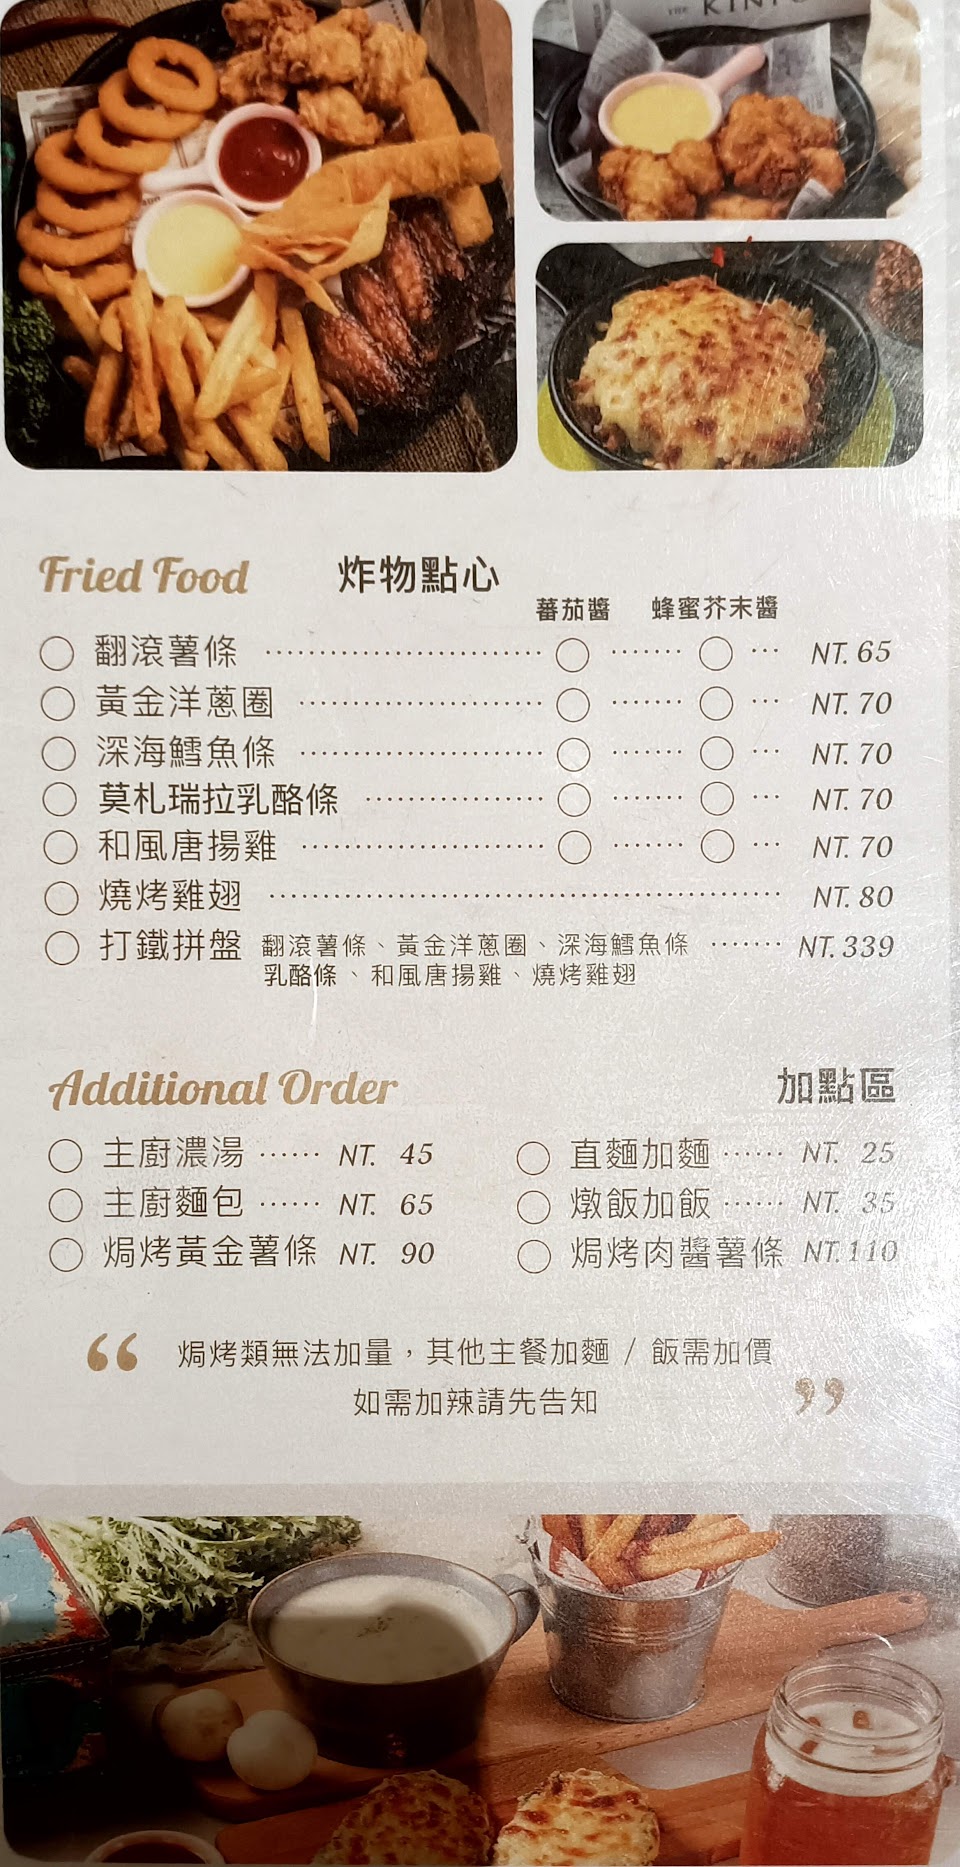 THE KINFO
Fried Food 炸物點心
蕃茄醬 蜂蜜芥末醬
翻滾薯條 NT. 65
黃金洋蔥圈 NT. 70
深海鱈魚條 NT. 70
莫札瑞拉乳酪條 NT. 70
和風唐揚雞 NT. 70
燒烤雞翅 NT. 80
打鐵拼盤 翻滾薯條、黃金洋蔥圈、深海鱈魚條 NT. 339
乳酪條、和風唐揚雞、燒烤雞翅
Additional Order 加點區
主廚濃湯 NT. 45 直麵加麵 NT. 25
主廚麵包 NT. 65 燉飯加飯 NT. 35
焗烤黃金薯條 NT. 90 焗烤肉醬薯條 NT. 110
“ 焗烤類無法加量，其他主餐加麵 / 飯需加價
如需加辣請先告知 ”